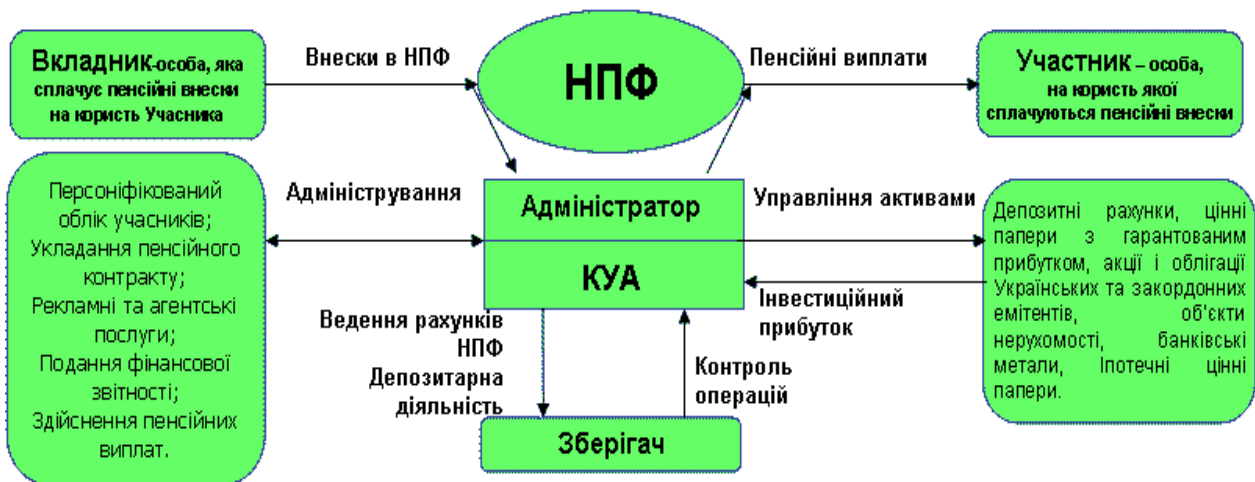 Вкладник-особа, яка
сплачує пенсійні внески
на користь Учасника
Внески в НПФ
НПФ
Пенсійні виплати
Участник – особа,
на користь якої
сплачуються пенсійні внески
Персоніфікований
облік учасників;
Укладання пенсійного
контракту;
Рекламні та агентські
послуги;
Подання фінансової
звітності;
Здійснення пенсійних
виплат.
Адміністрування
Адміністратор
КУА
Управління активами
Інвестиційний
прибуток
Депозитні рахунки, цінні
папери з гарантованим
прибутком, акції і облігації
Українських та закордонних
емітентів, об'єкти
нерухомості, банківські
метали, Іпотечні цінні
папери.
Ведення рахунків
НПФ
Депозитарна
діяльність
Контроль
операцій
Зберігач